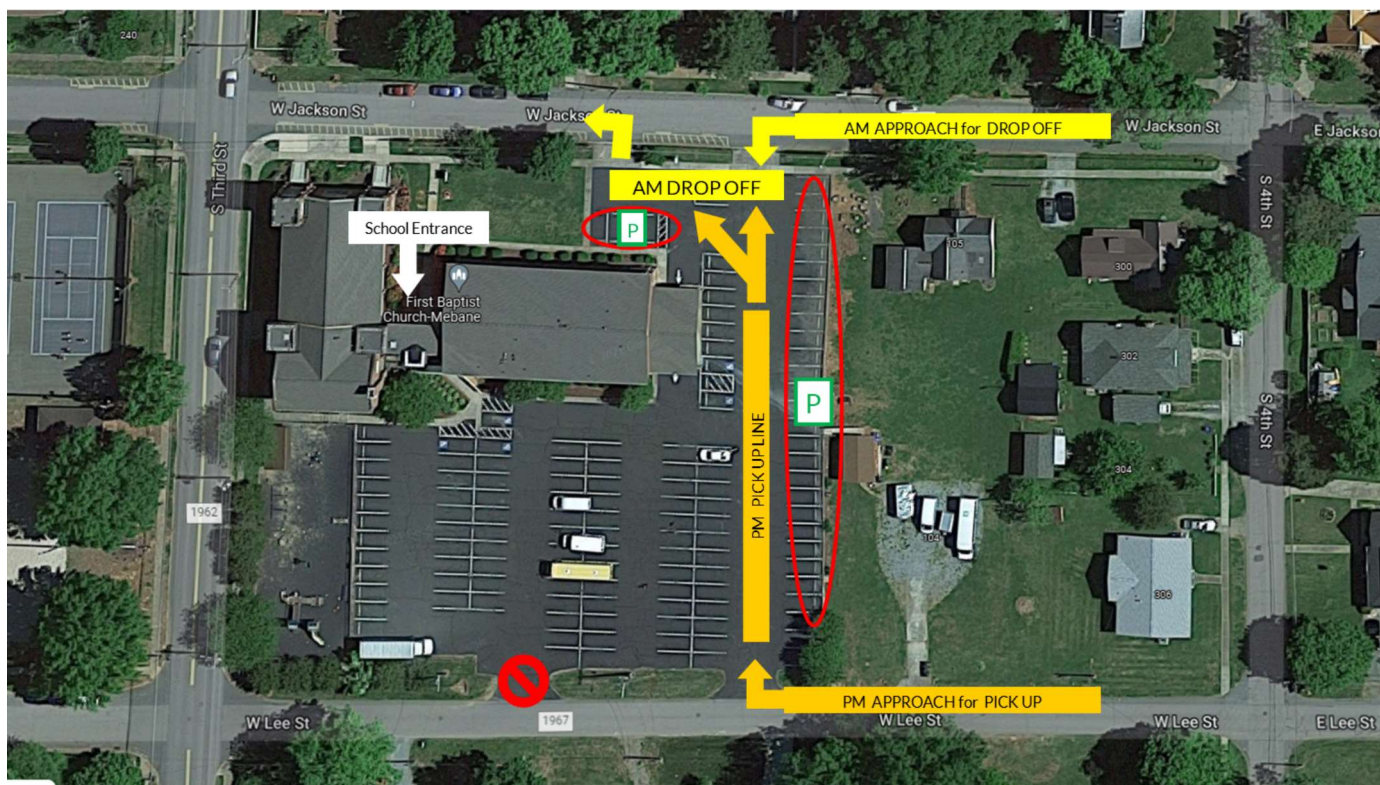 240
W Jackson St
W Jackson St
AM APPROACH for DROP OFF
W Jackson St
E Jackson
S Third St
AM DROP OFF
S 4th St
School Entrance
P
105
300
First Baptist
Church-Mebane
302
P
S 4th St
PM PICK UP LINE
304
1962
104
306
PM APPROACH for PICK UP
W Lee St
1967
W Lee St
W Lee St
E Lee St